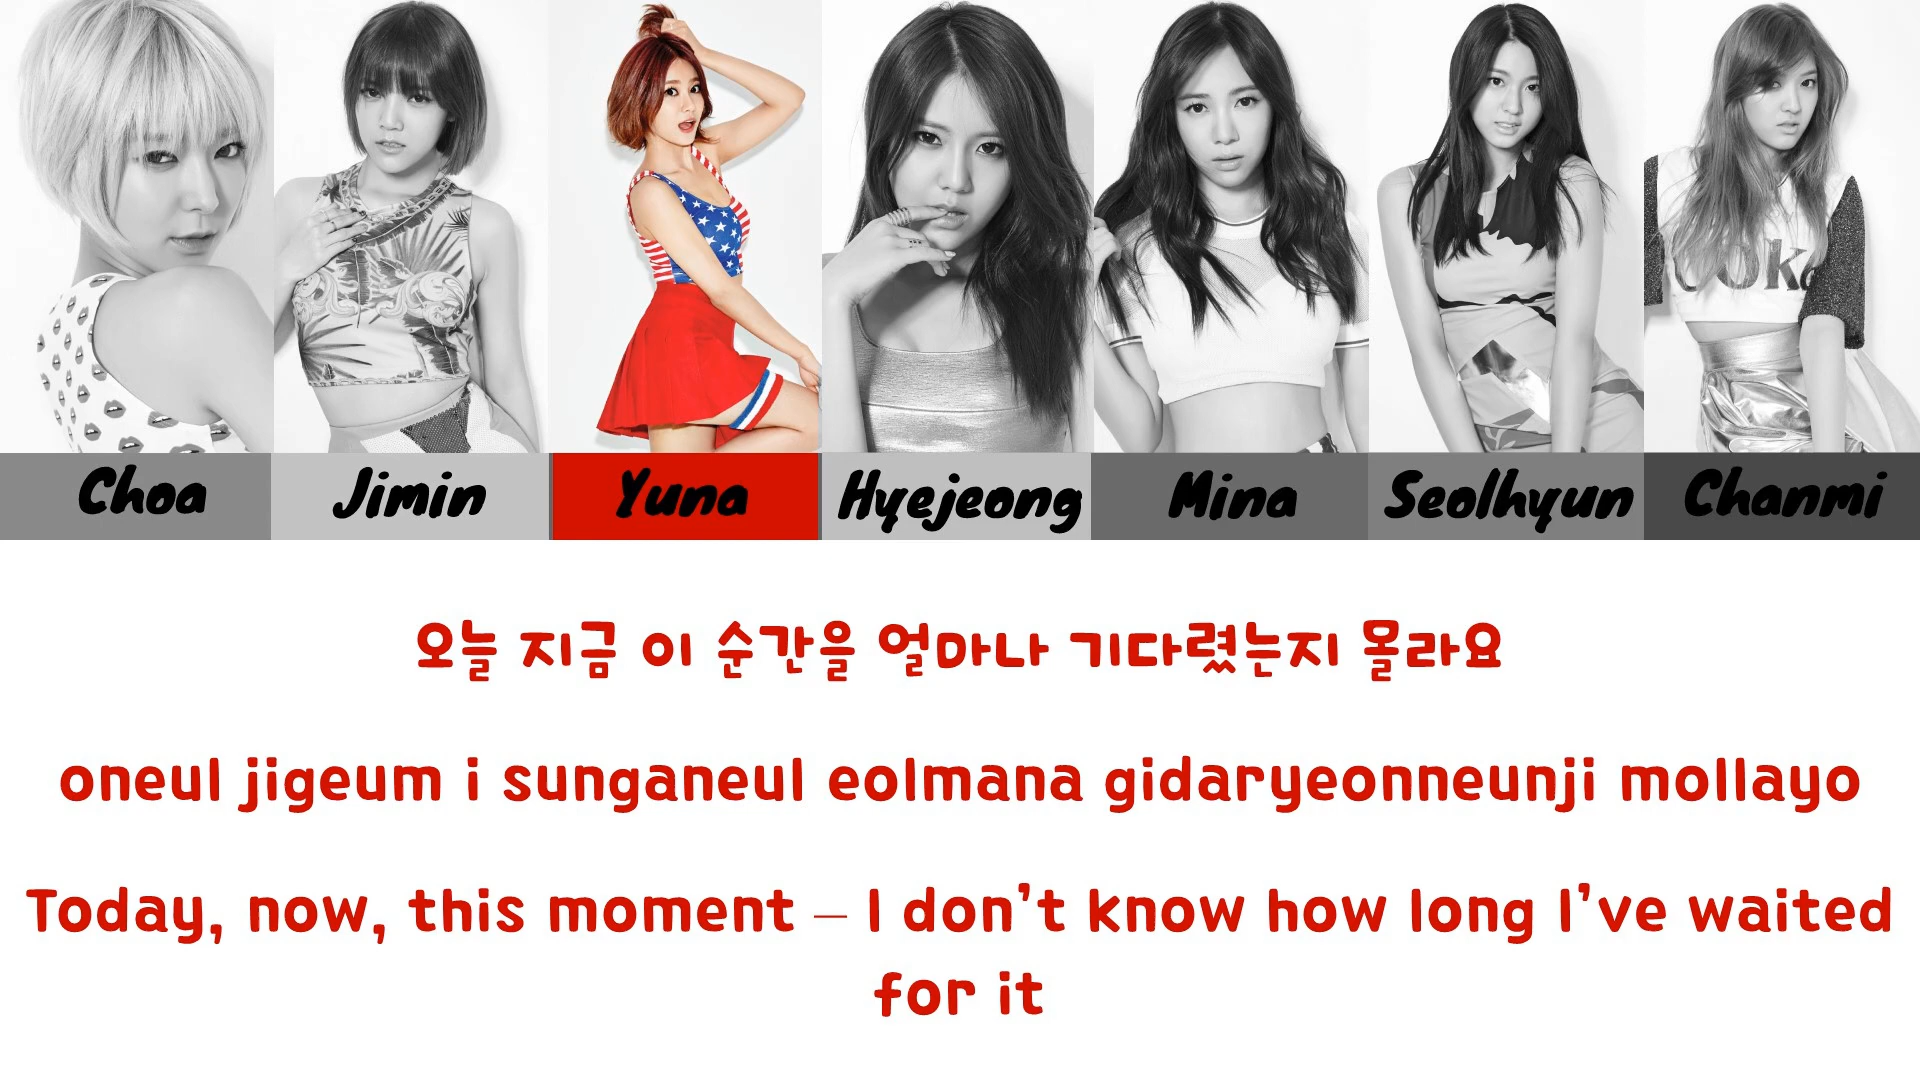 OKa
Choa
Jimin
Yuna
Hyejeong
Mina
Seolhyun
Chanmi
오늘 지금 이 순간을 얼마나 기다렸는지 몰라요
oneul jigeum i sunganeul eolmana gidaryeonneunji mollayo
Today, now, this moment – I don't know how long I've waited
for it